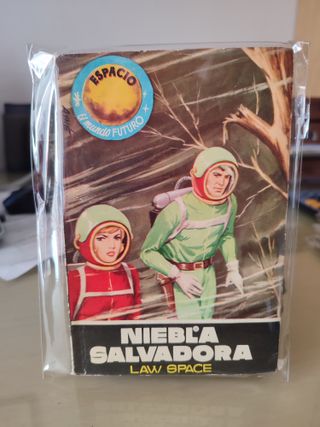 ESPACIO
El mundo FUTURO
NIEBLA
SALVADORA
LAW SPACE